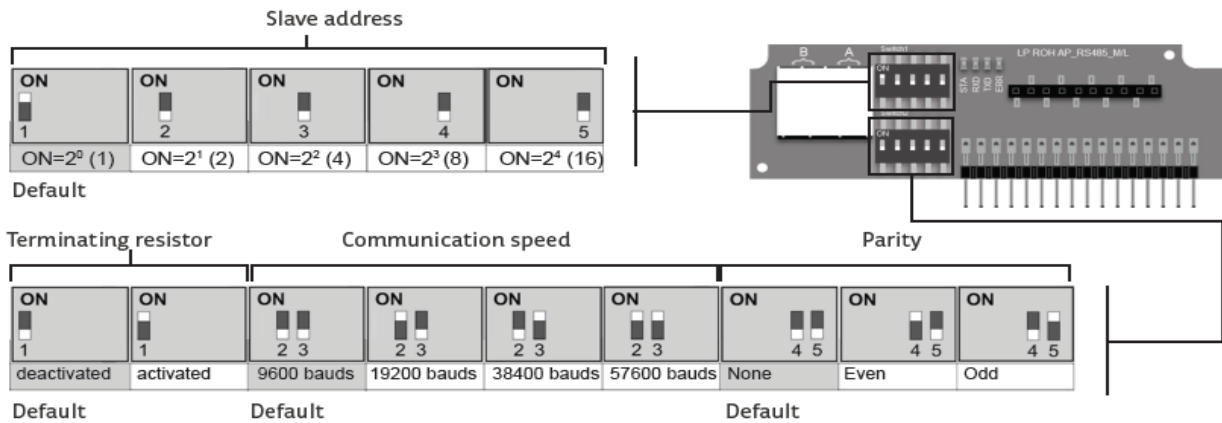 Slave address
ON ON ON ON ON
1 2 3 4 5
ON=2⁰ (1) ON=2¹ (2) ON=2² (4) ON=2³ (8) ON=2⁴ (16)
Default
B A
Switch1
ON
LP ROH AP_RS485_M/L
STA
RXD
TXD
ERR
Switch2
ON
Terminating resistor Communication speed Parity
ON ON ON ON ON ON ON ON ON
1 1 2 3 2 3 2 3 2 3 4 5 4 5 4 5
deactivated activated 9600 bauds 19200 bauds 38400 bauds 57600 bauds None Even Odd
Default Default Default